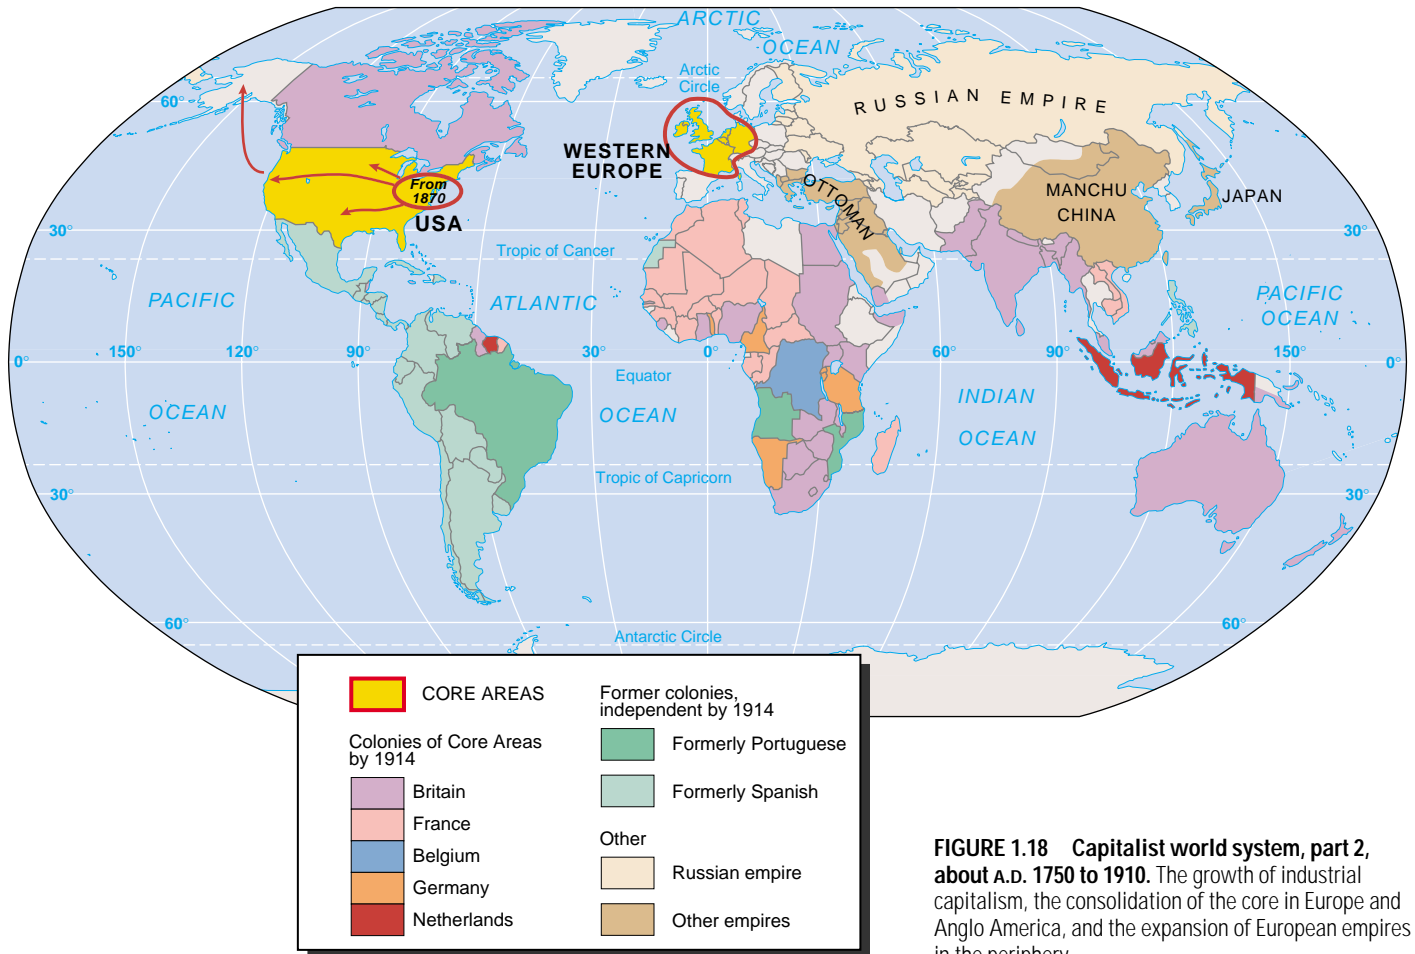 ARCTIC
OCEAN
Arctic
Circle
60°
RUSSIAN EMPIRE
WESTERN
EUROPE
From
1870
USA
OTTOMAN
MANCHU
CHINA
JAPAN
30°
30°
Tropic of Cancer
PACIFIC
ATLANTIC
PACIFIC
OCEAN
0°
150°
120°
90°
30°
0°
60°
90°
150°
0°
Equator
OCEAN
OCEAN
INDIAN
OCEAN
Tropic of Capricorn
30°
30°
60°
60°
Antarctic Circle
CORE AREAS
Colonies of Core Areas
by 1914
Britain
France
Belgium
Germany
Netherlands
Former colonies,
independent by 1914
Formerly Portuguese
Formerly Spanish
Other
Russian empire
Other empires
FIGURE 1.18 Capitalist world system, part 2,
about A.D. 1750 to 1910. The growth of industrial
capitalism, the consolidation of the core in Europe and
Anglo America, and the expansion of European empires
in the periphery